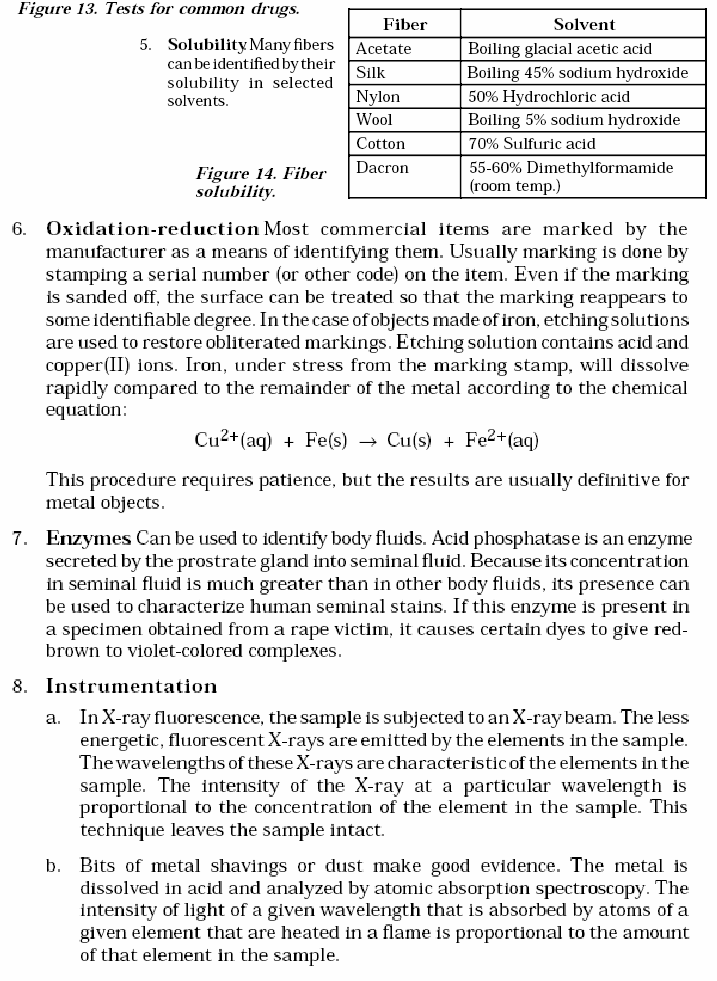 Figure 13. Tests for common drugs.
5. Solubility Many fibers
can be identified by their
solubility in selected
solvents.
Figure 14. Fiber
solubility.
Fiber Solvent
Acetate Boiling glacial acetic acid
Silk Boiling 45% sodium hydroxide
Nylon 50% Hydrochloric acid
Wool Boiling 5% sodium hydroxide
Cotton 70% Sulfuric acid
Dacron 55-60% Dimethylformamide
(room temp.)
6. Oxidation-reduction Most commercial items are marked by the
manufacturer as a means of identifying them. Usually marking is done by
stamping a serial number (or other code) on the item. Even if the marking
is sanded off, the surface can be treated so that the marking reappears to
some identifiable degree. In the case of objects made of iron, etching solutions
are used to restore obliterated markings. Etching solution contains acid and
copper(II) ions. Iron, under stress from the marking stamp, will dissolve
rapidly compared to the remainder of the metal according to the chemical
equation:
Cu²⁺(aq) + Fe(s) → Cu(s) + Fe²⁺(aq)
This procedure requires patience, but the results are usually definitive for
metal objects.
7. Enzymes Can be used to identify body fluids. Acid phosphatase is an enzyme
secreted by the prostrate gland into seminal fluid. Because its concentration
in seminal fluid is much greater than in other body fluids, its presence can
be used to characterize human seminal stains. If this enzyme is present in
a specimen obtained from a rape victim, it causes certain dyes to give red-
brown to violet-colored complexes.
8. Instrumentation
a. In X-ray fluorescence, the sample is subjected to an X-ray beam. The less
energetic, fluorescent X-rays are emitted by the elements in the sample.
The wavelengths of these X-rays are characteristic of the elements in the
sample. The intensity of the X-ray at a particular wavelength is
proportional to the concentration of the element in the sample. This
technique leaves the sample intact.
b. Bits of metal shavings or dust make good evidence. The metal is
dissolved in acid and analyzed by atomic absorption spectroscopy. The
intensity of light of a given wavelength that is absorbed by atoms of a
given element that are heated in a flame is proportional to the amount
of that element in the sample.